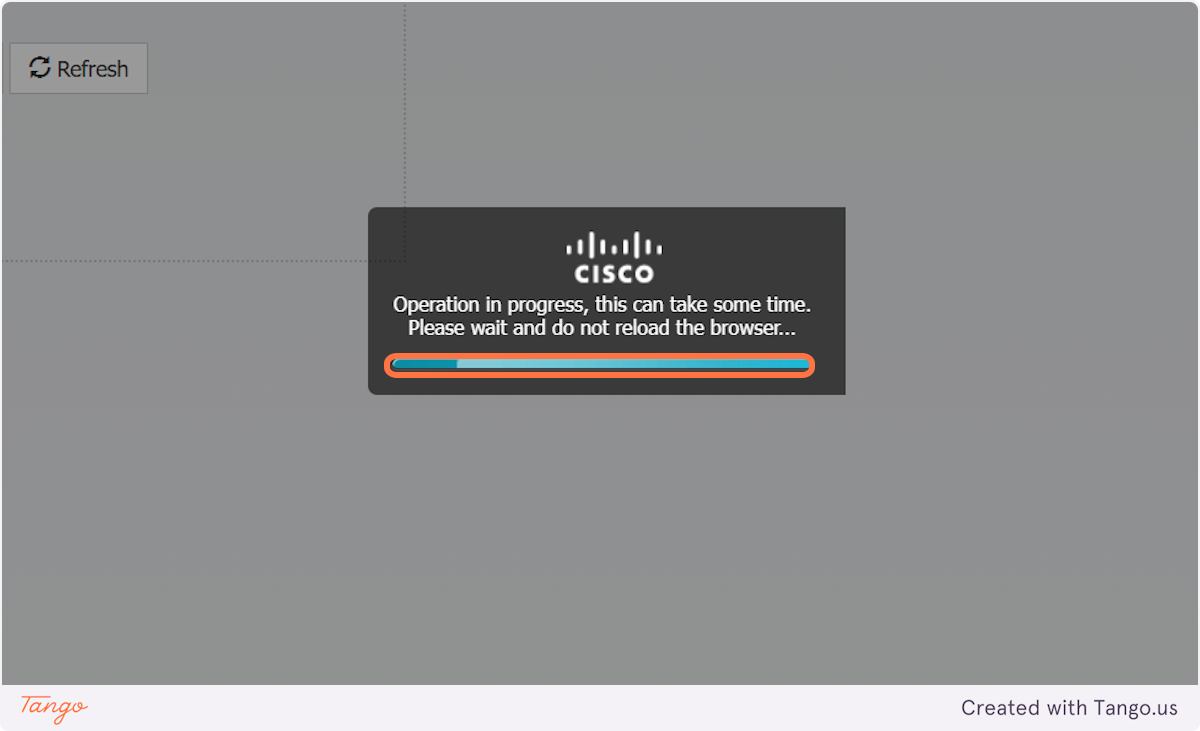 Refresh
CISCO
Operation in progress, this can take some time.
Please wait and do not reload the browser...
Tango
Created with Tango.us